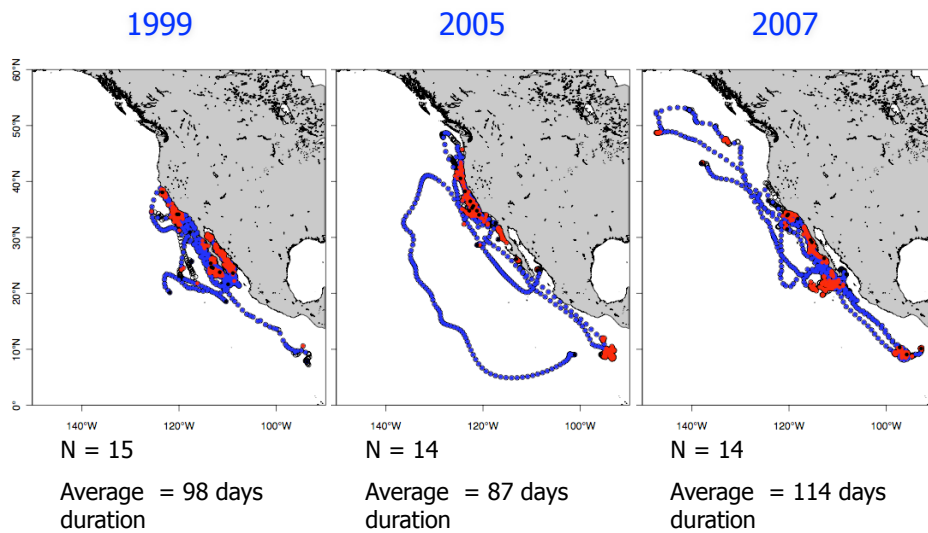 1999
2005
2007
60°N
50°N
40°N
30°N
20°N
10°N
0°
140°W 120°W 100°W
140°W 120°W 100°W
140°W 120°W 100°W
N = 15
N = 14
N = 14
Average = 98 days
duration
Average = 87 days
duration
Average = 114 days
duration